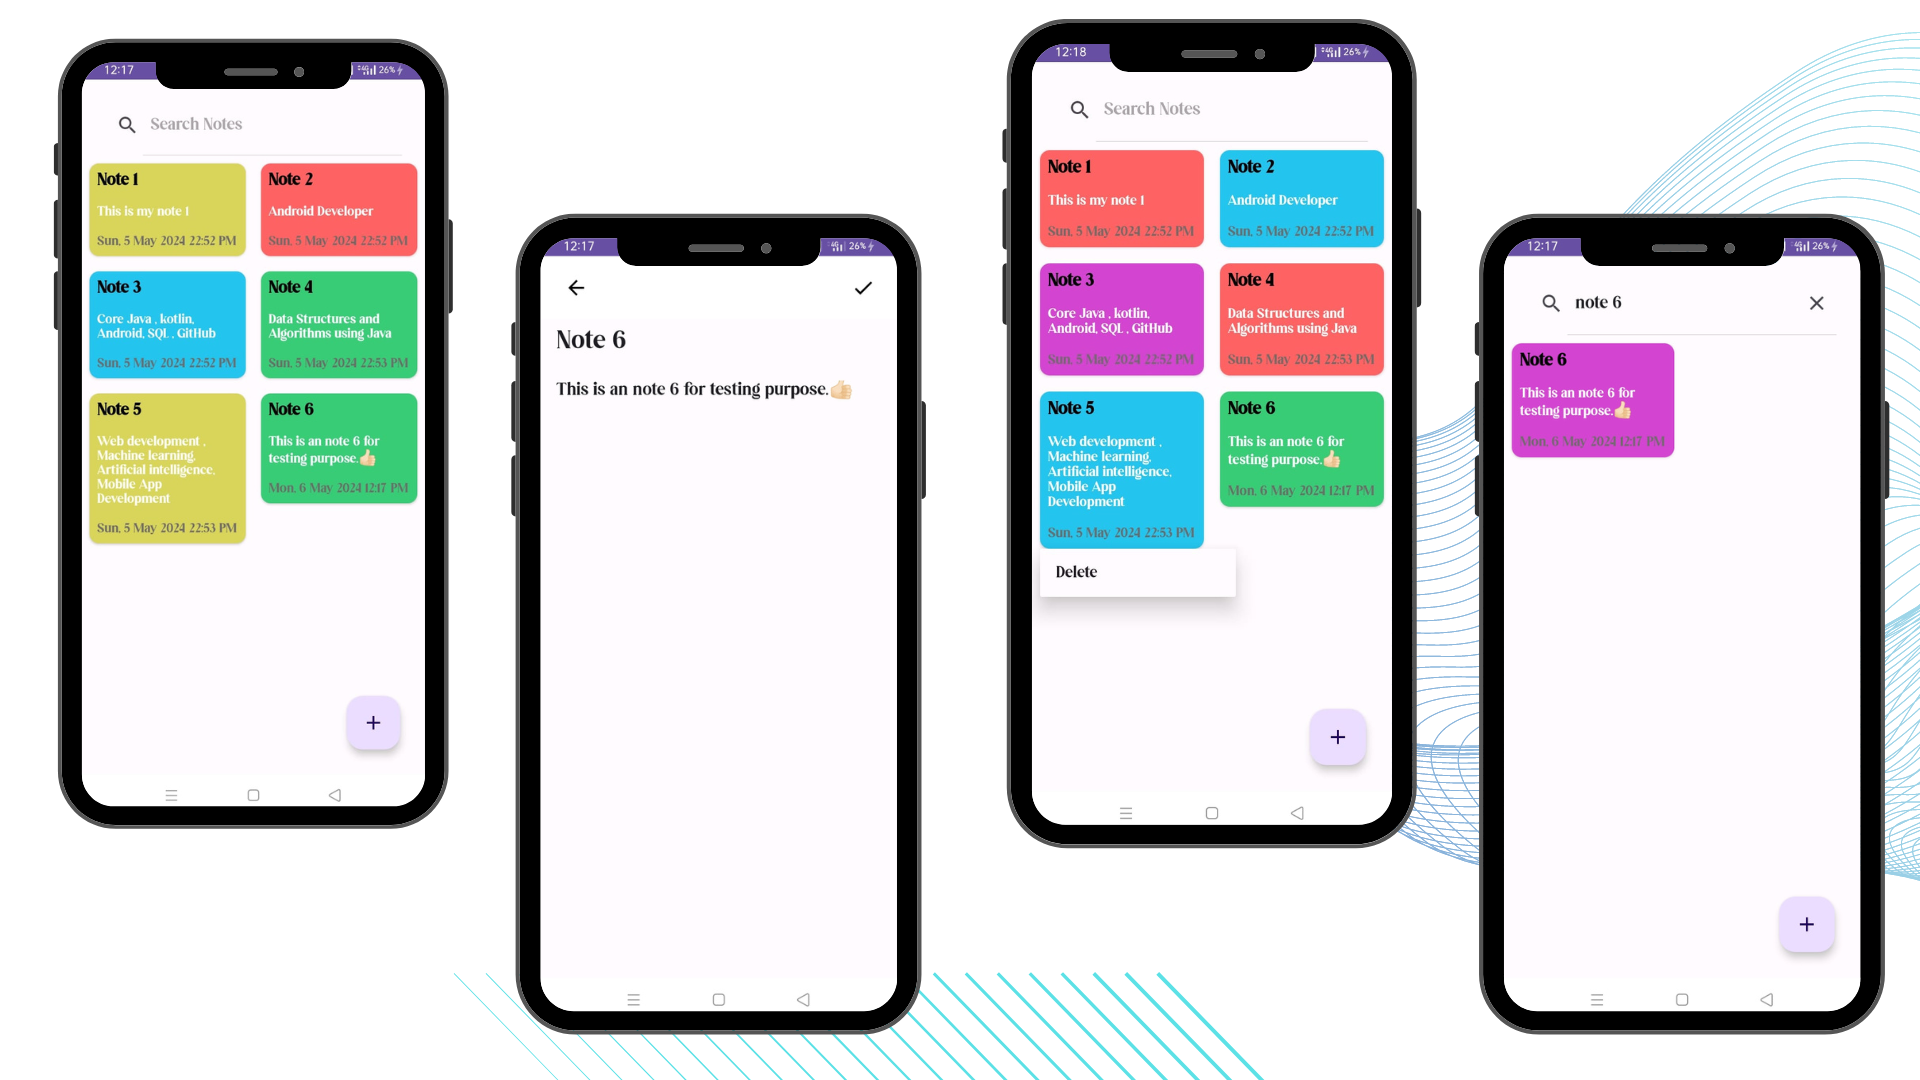 12:17
26%
Search Notes
Note 1
This is my note 1
Sun, 5 May 2024 22:52 PM
Note 2
Android Developer
Sun, 5 May 2024 22:52 PM
Note 3
Core Java , kotlin,
Android, SQL , GitHub
Sun, 5 May 2024 22:52 PM
Note 4
Data Structures and
Algorithms using Java
Sun, 5 May 2024 22:53 PM
Note 5
Web development ,
Machine learning,
Artificial intelligence,
Mobile App
Development
Sun, 5 May 2024 22:53 PM
Note 6
This is an note 6 for
testing purpose.👍🏻
Mon, 6 May 2024 12:17 PM
+
12:17
4G 26%
Note 6
This is an note 6 for testing purpose.👍🏻
12:18
26%
Search Notes
Note 1
This is my note 1
Sun, 5 May 2024 22:52 PM
Note 2
Android Developer
Sun, 5 May 2024 22:52 PM
Note 3
Core Java , kotlin,
Android, SQL , GitHub
Sun, 5 May 2024 22:52 PM
Note 4
Data Structures and
Algorithms using Java
Sun, 5 May 2024 22:53 PM
Note 5
Web development ,
Machine learning,
Artificial intelligence,
Mobile App
Development
Sun, 5 May 2024 22:53 PM
Note 6
This is an note 6 for
testing purpose.👍🏻
Mon, 6 May 2024 12:17 PM
Delete
+
12:17
4G 26%
note 6
Note 6
This is an note 6 for
testing purpose.👍🏻
Mon, 6 May 2024 12:17 PM
+